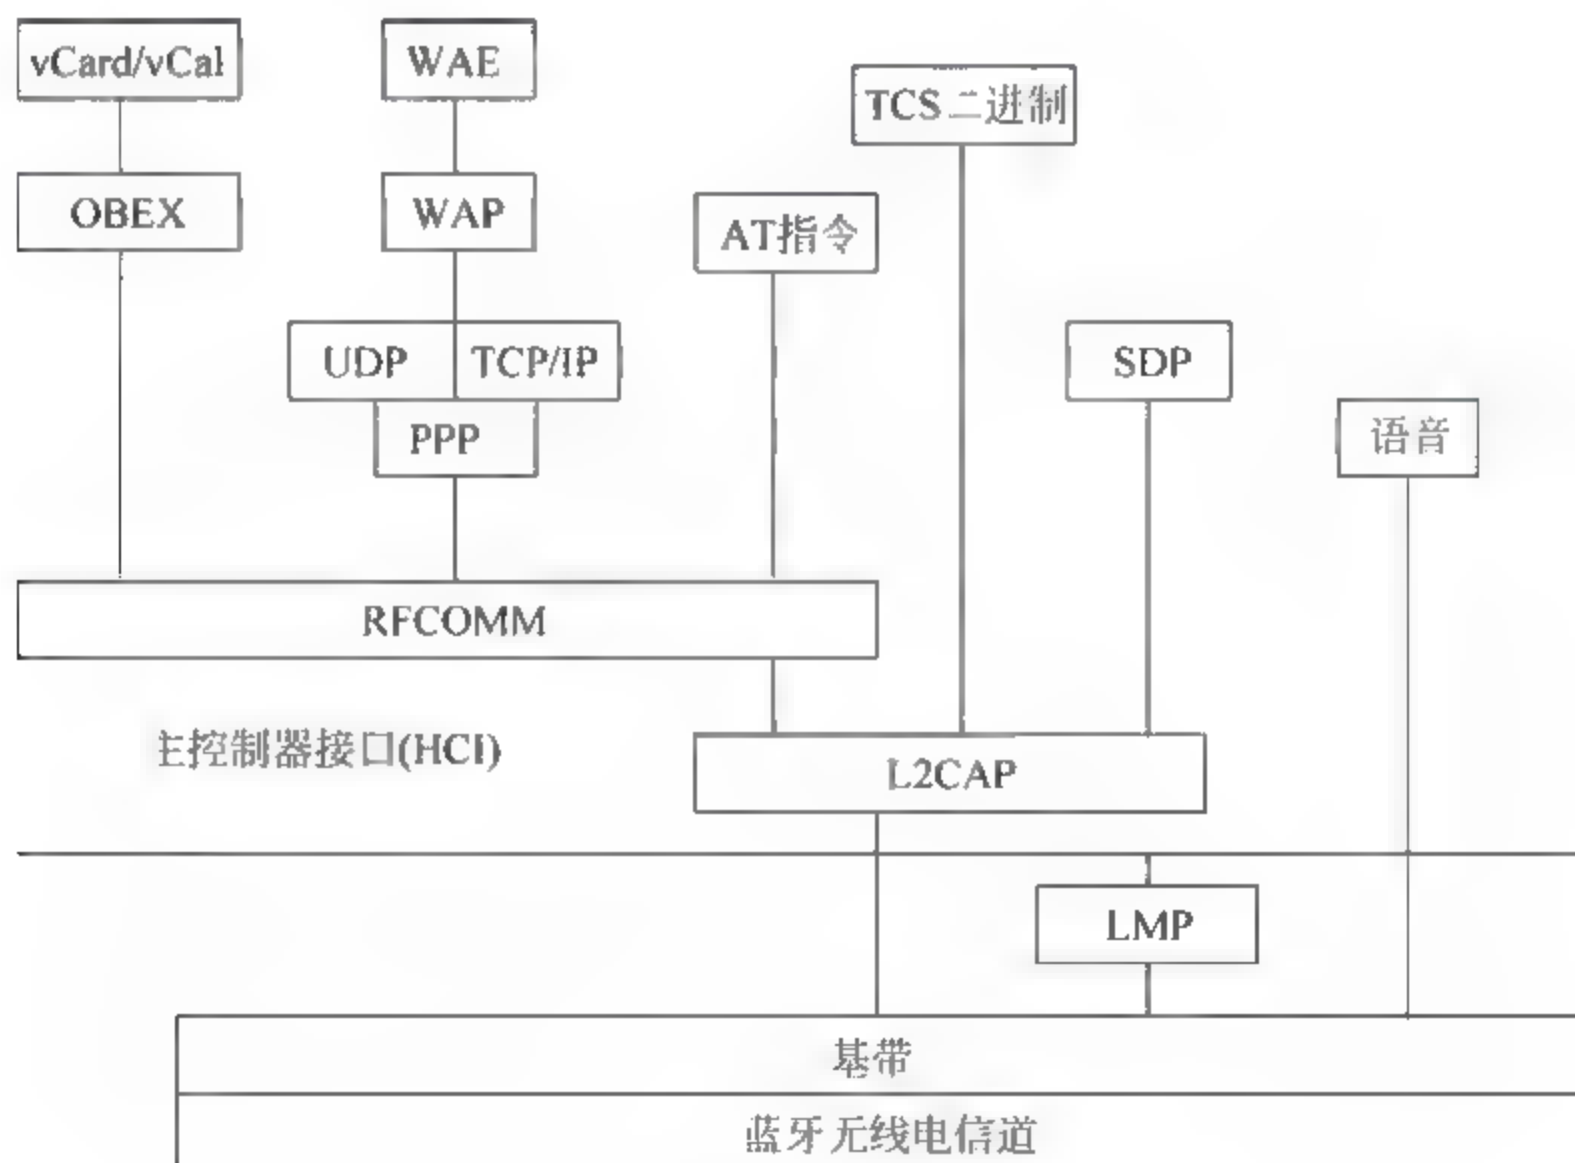 vCard/vCal
WAE
TCS二进制
OBEX
WAP
AT指令
UDP
TCP/IP
SDP
PPP
语音
RFCOMM
主控制器接口(HCI)
L2CAP
LMP
基带
蓝牙无线电信道